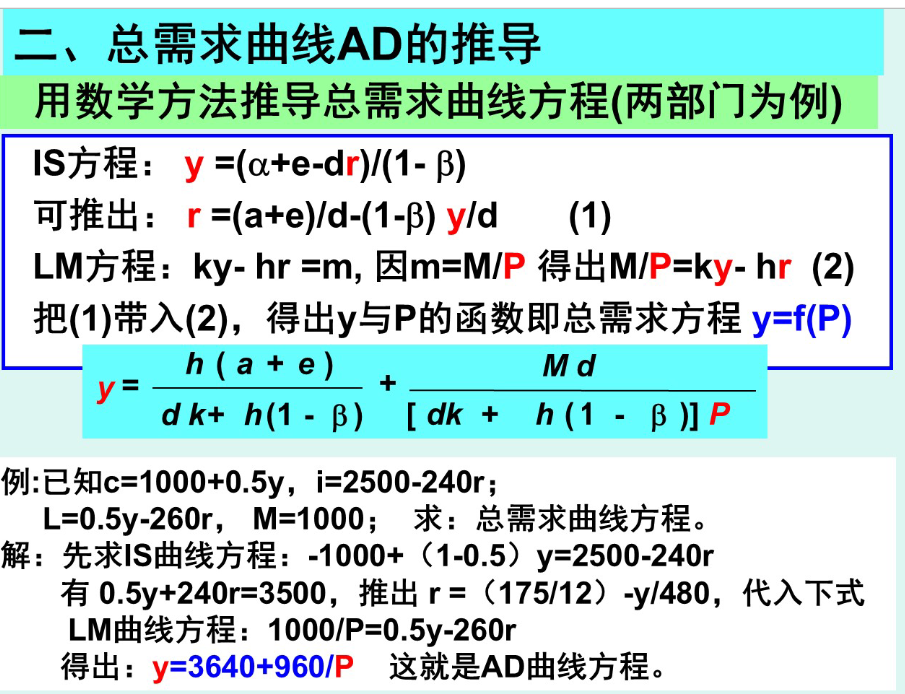 二、总需求曲线AD的推导
用数学方法推导总需求曲线方程(两部门为例)
IS方程： y =(α+e-dr)/(1- β)
可推出： r =(a+e)/d-(1-β) y/d (1)
LM方程：ky- hr =m, 因m=M/P 得出M/P=ky- hr (2)
把(1)带入(2)，得出y与P的函数即总需求方程 y=f(P)
y = h ( a + e ) / d k+ h(1 - β) + M d / [ dk + h (1 - β )] P
例:已知c=1000+0.5y，i=2500-240r；
L=0.5y-260r， M=1000； 求：总需求曲线方程。
解：先求IS曲线方程：-1000+（1-0.5）y=2500-240r
有 0.5y+240r=3500，推出 r =（175/12）-y/480，代入下式
LM曲线方程：1000/P=0.5y-260r
得出：y=3640+960/P 这就是AD曲线方程。